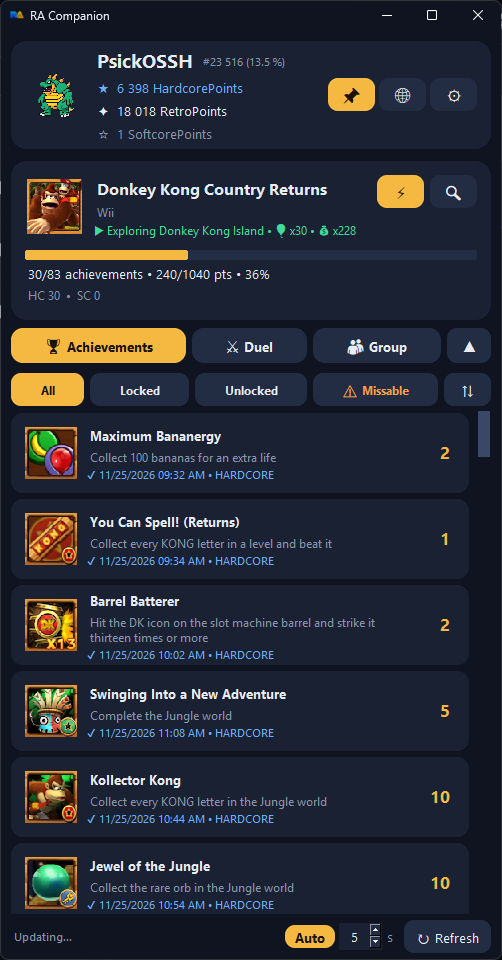 RA Companion
PsickOSSH #23 516 (13.5 %)
★ 6 398 HardcorePoints
✦ 18 018 RetroPoints
☆ 1 SoftcorePoints
Donkey Kong Country Returns
Wii
▶ Exploring Donkey Kong Island • 🎈 x30 • 💰 x228
30/83 achievements • 240/1040 pts • 36%
HC 30 • SC 0
🏆 Achievements
⚔ Duel
👥 Group
▲
All
Locked
Unlocked
⚠ Missable
⇅
Maximum Bananergy
Collect 100 bananas for an extra life
✓ 11/25/2026 09:32 AM • HARDCORE
2
You Can Spell! (Returns)
Collect every KONG letter in a level and beat it
✓ 11/25/2026 09:34 AM • HARDCORE
1
KONG
Barrel Batterer
Hit the DK icon on the slot machine barrel and strike it
thirteen times or more
✓ 11/25/2026 10:02 AM • HARDCORE
2
DK
x13
Swinging Into a New Adventure
Complete the Jungle world
✓ 11/25/2026 11:08 AM • HARDCORE
5
Kollector Kong
Collect every KONG letter in the Jungle world
✓ 11/25/2026 10:44 AM • HARDCORE
10
Jewel of the Jungle
Collect the rare orb in the Jungle world
✓ 11/25/2026 10:54 AM • HARDCORE
10
Updating...
Auto
5
s
↻ Refresh